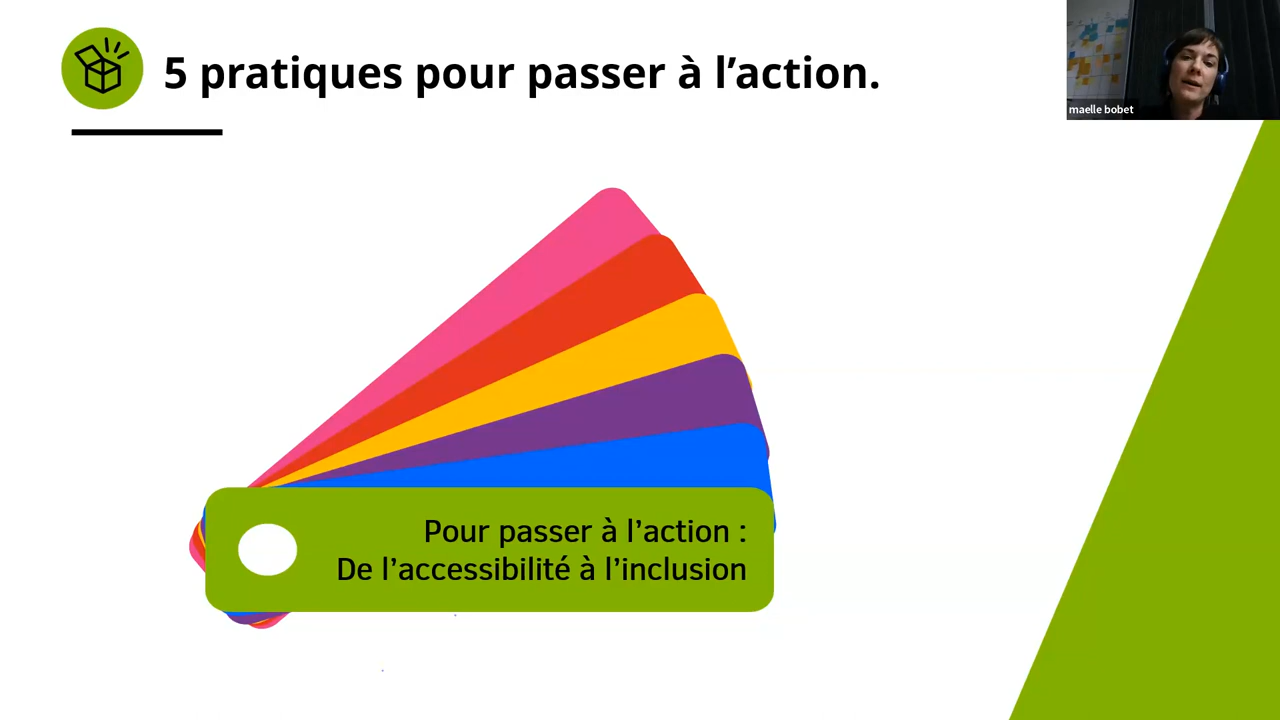 5 pratiques pour passer à l’action.
maelle bobet
Pour passer à l’action :
De l’accessibilité à l’inclusion